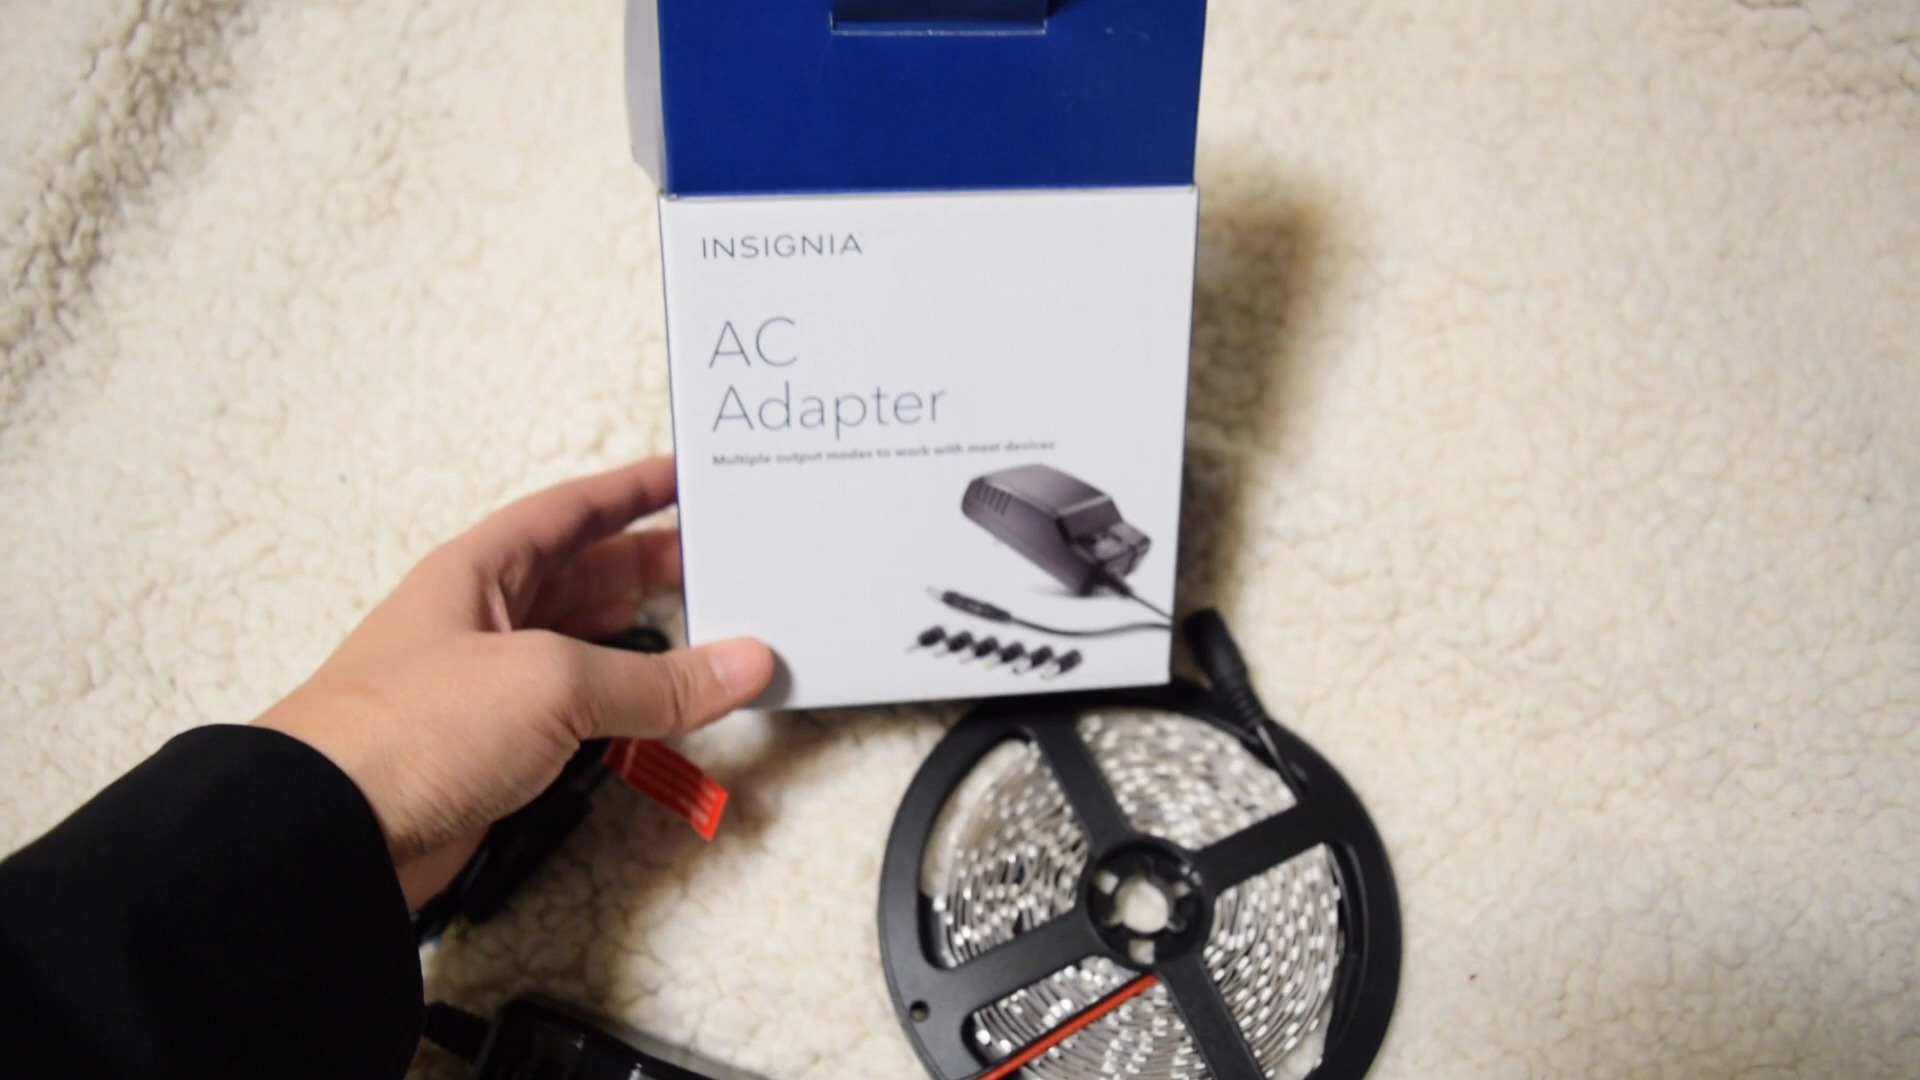 INSIGNIA
AC
Adapter
Multiple output modes to work with most devices